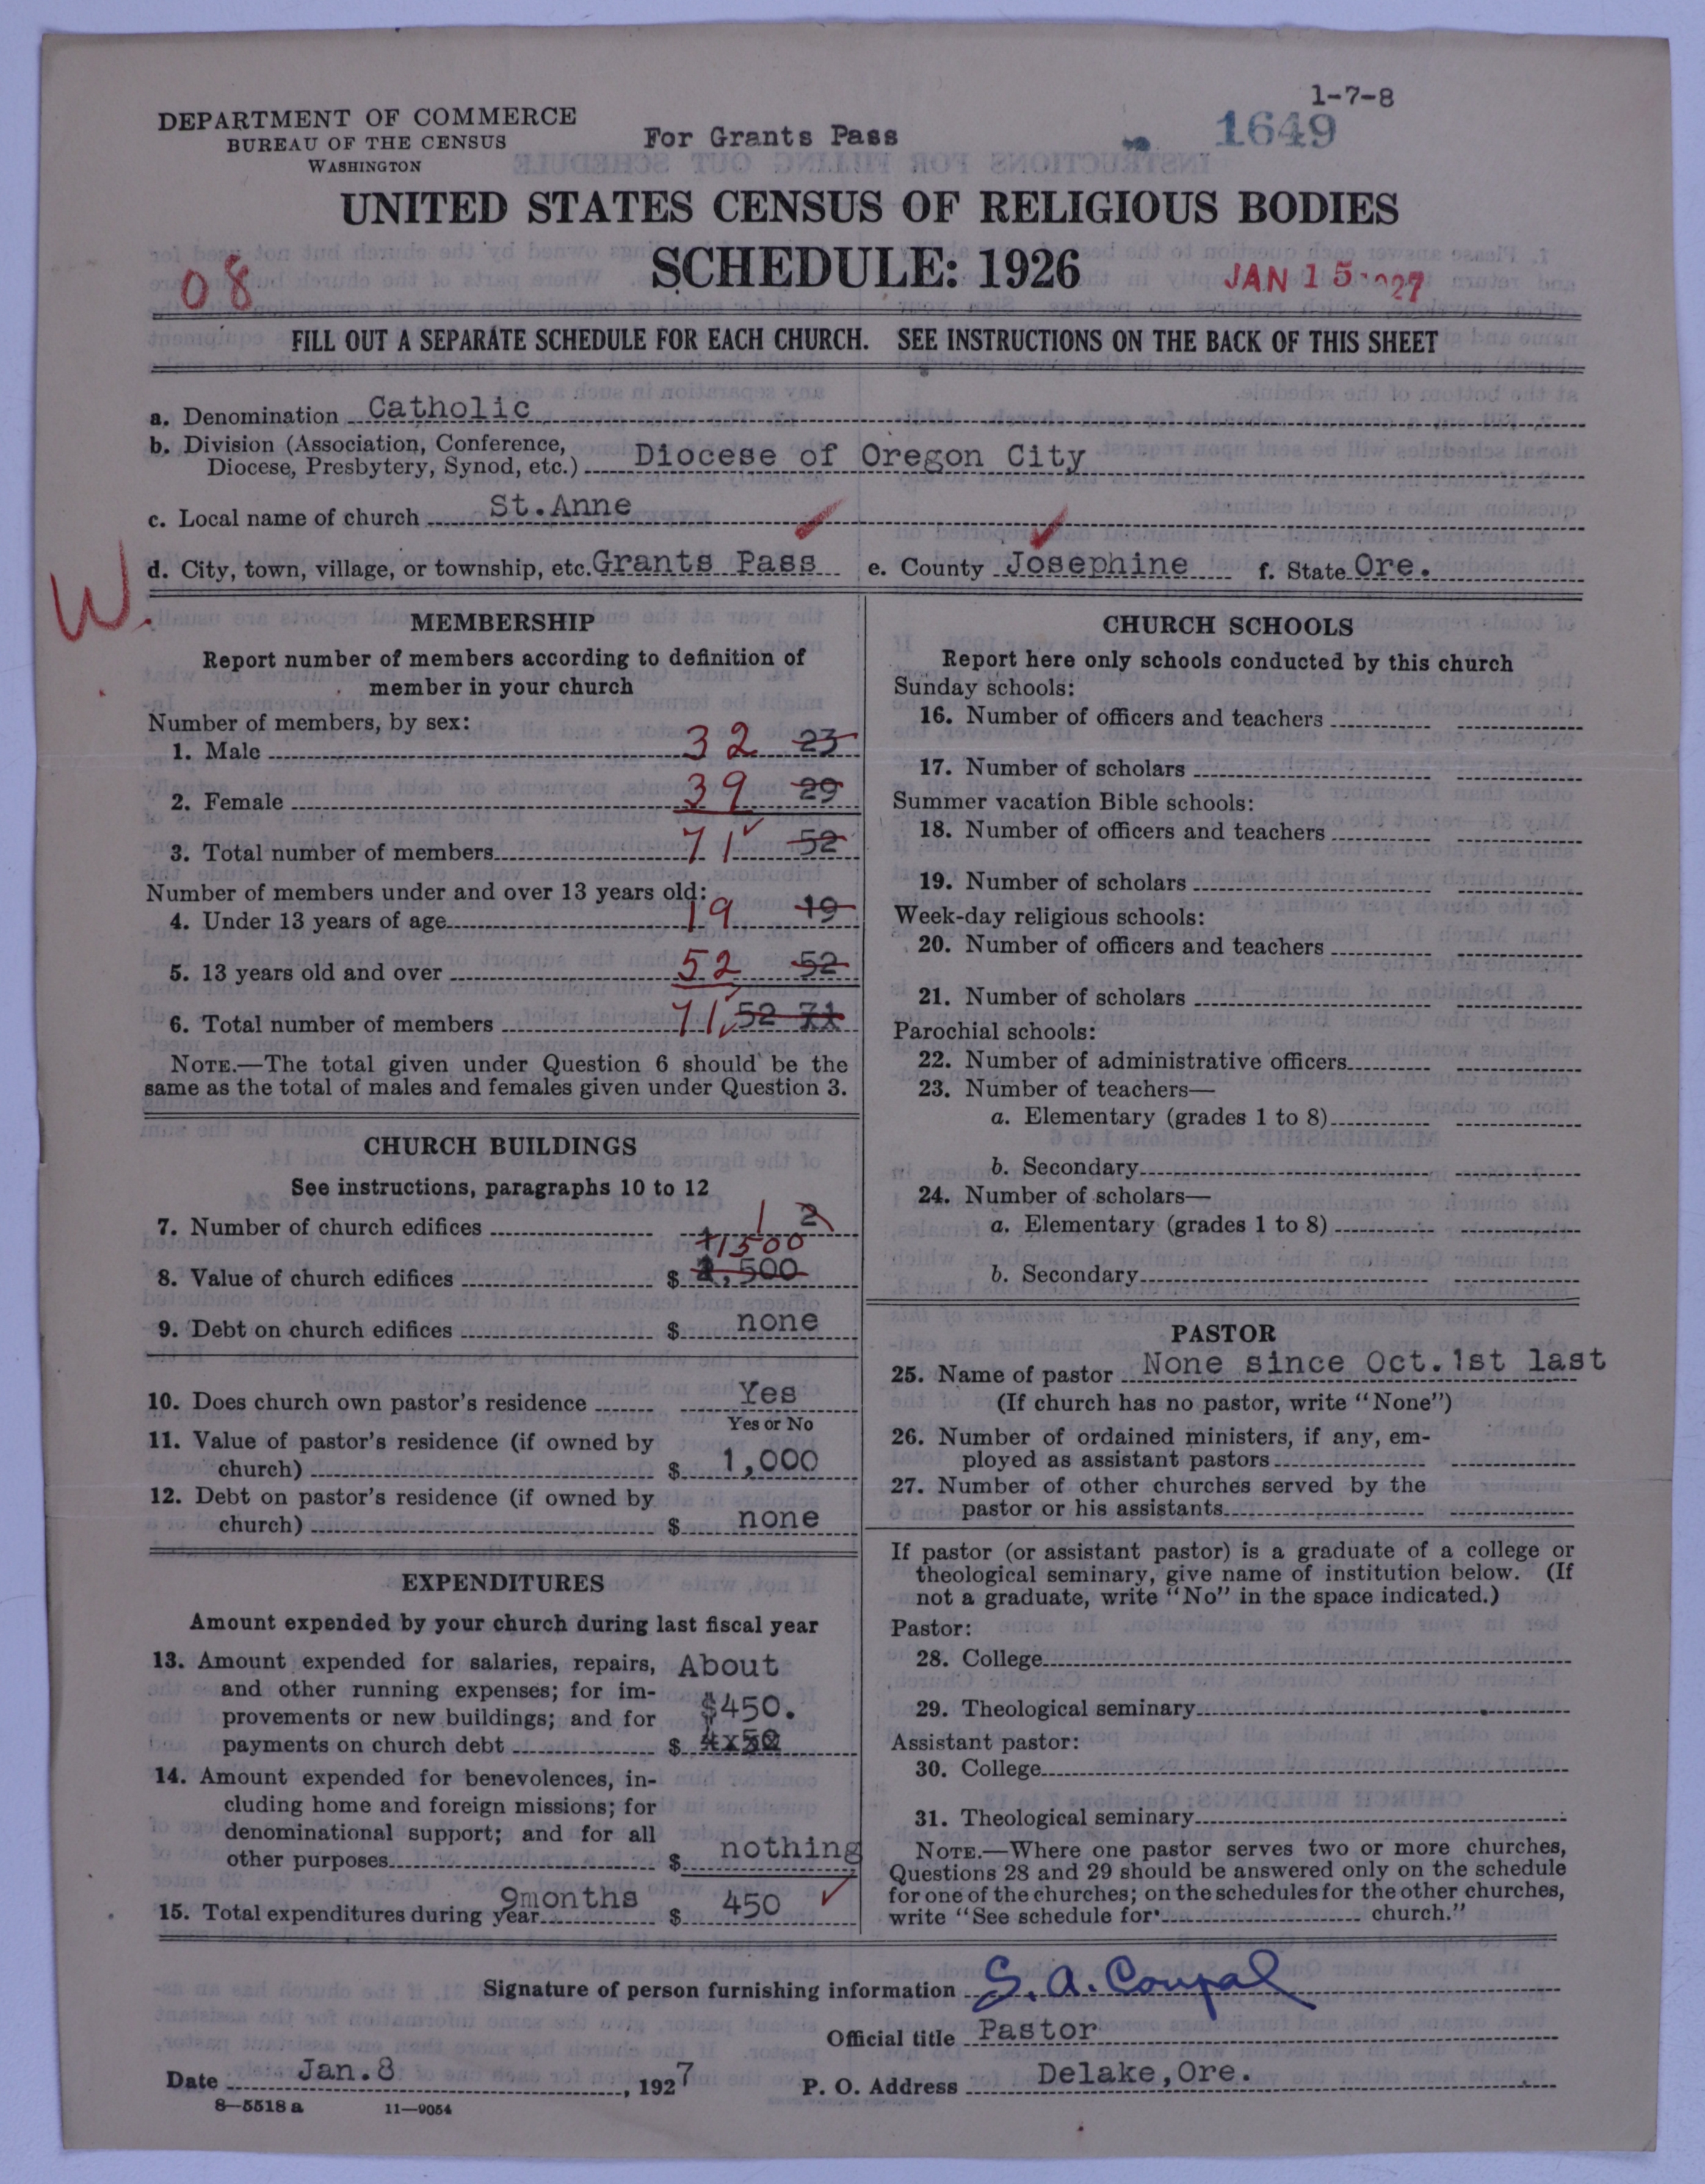 1-7-8
DEPARTMENT OF COMMERCE
BUREAU OF THE CENSUS
WASHINGTON
For Grants Pass
1649
UNITED STATES CENSUS OF RELIGIOUS BODIES
SCHEDULE: 1926
08
JAN 15 1927
FILL OUT A SEPARATE SCHEDULE FOR EACH CHURCH. SEE INSTRUCTIONS ON THE BACK OF THIS SHEET
a. Denomination Catholic
b. Division (Association, Conference,
Diocese, Presbytery, Synod, etc.) Diocese of Oregon City
c. Local name of church St.Anne
d. City, town, village, or township, etc. Grants Pass e. County Josephine f. State Ore.
W.
MEMBERSHIP
Report number of members according to definition of
member in your church
Number of members, by sex:
1. Male 32 23
2. Female 39 29
3. Total number of members 71 52
Number of members under and over 13 years old:
4. Under 13 years of age 19 19
5. 13 years old and over 52 52
6. Total number of members 71 52 71
NOTE.—The total given under Question 6 should be the
same as the total of males and females given under Question 3.
CHURCH BUILDINGS
See instructions, paragraphs 10 to 12
7. Number of church edifices 1 2
1500
8. Value of church edifices $ ,500
9. Debt on church edifices $ none
10. Does church own pastor's residence Yes
Yes or No
11. Value of pastor's residence (if owned by
church) $ 1,000
12. Debt on pastor's residence (if owned by
church) $ none
EXPENDITURES
Amount expended by your church during last fiscal year
13. Amount expended for salaries, repairs, About
and other running expenses; for im-
provements or new buildings; and for $450.
payments on church debt $
14. Amount expended for benevolences, in-
cluding home and foreign missions; for
denominational support; and for all
other purposes $ nothing
15. Total expenditures during year 9months $ 450
CHURCH SCHOOLS
Report here only schools conducted by this church
Sunday schools:
16. Number of officers and teachers
17. Number of scholars
Summer vacation Bible schools:
18. Number of officers and teachers
19. Number of scholars
Week-day religious schools:
20. Number of officers and teachers
21. Number of scholars
Parochial schools:
22. Number of administrative officers
23. Number of teachers—
a. Elementary (grades 1 to 8)
b. Secondary
24. Number of scholars—
a. Elementary (grades 1 to 8)
b. Secondary
PASTOR
25. Name of pastor None since Oct.1st last
(If church has no pastor, write "None")
26. Number of ordained ministers, if any, em-
ployed as assistant pastors
27. Number of other churches served by the
pastor or his assistants
If pastor (or assistant pastor) is a graduate of a college or
theological seminary, give name of institution below. (If
not a graduate, write "No" in the space indicated.)
Pastor:
28. College
29. Theological seminary
Assistant pastor:
30. College
31. Theological seminary
NOTE.—Where one pastor serves two or more churches,
Questions 28 and 29 should be answered only on the schedule
for one of the churches; on the schedules for the other churches,
write "See schedule for church."
Signature of person furnishing information S. A. Coupal
Official title Pastor
Date Jan.8, 1927 P. O. Address Delake,Ore.
8—5518 a 11—9054